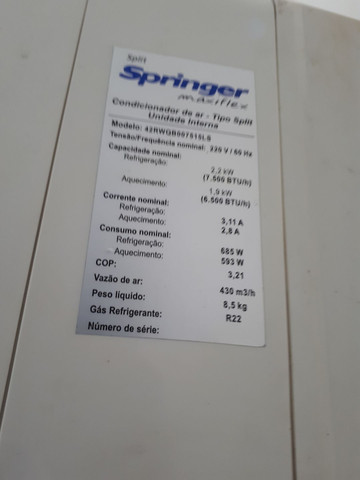 Split
Springer
maxiflex
Condicionador de ar - Tipo Split
Unidade Interna
Modelo: 42RWQB007515LS
Tensão/Frequência nominal: 220 V / 60 Hz
Capacidade nominal:
Refrigeração: 2,2 kW
(7.500 BTU/h)
Aquecimento: 1,9 kW
(6.500 BTU/h)
Corrente nominal:
Refrigeração: 3,11 A
Aquecimento: 2,8 A
Consumo nominal:
Refrigeração: 685 W
Aquecimento: 593 W
COP: 3,21
Vazão de ar: 430 m3/h
Peso líquido: 8,5 kg
Gás Refrigerante: R22
Número de série: